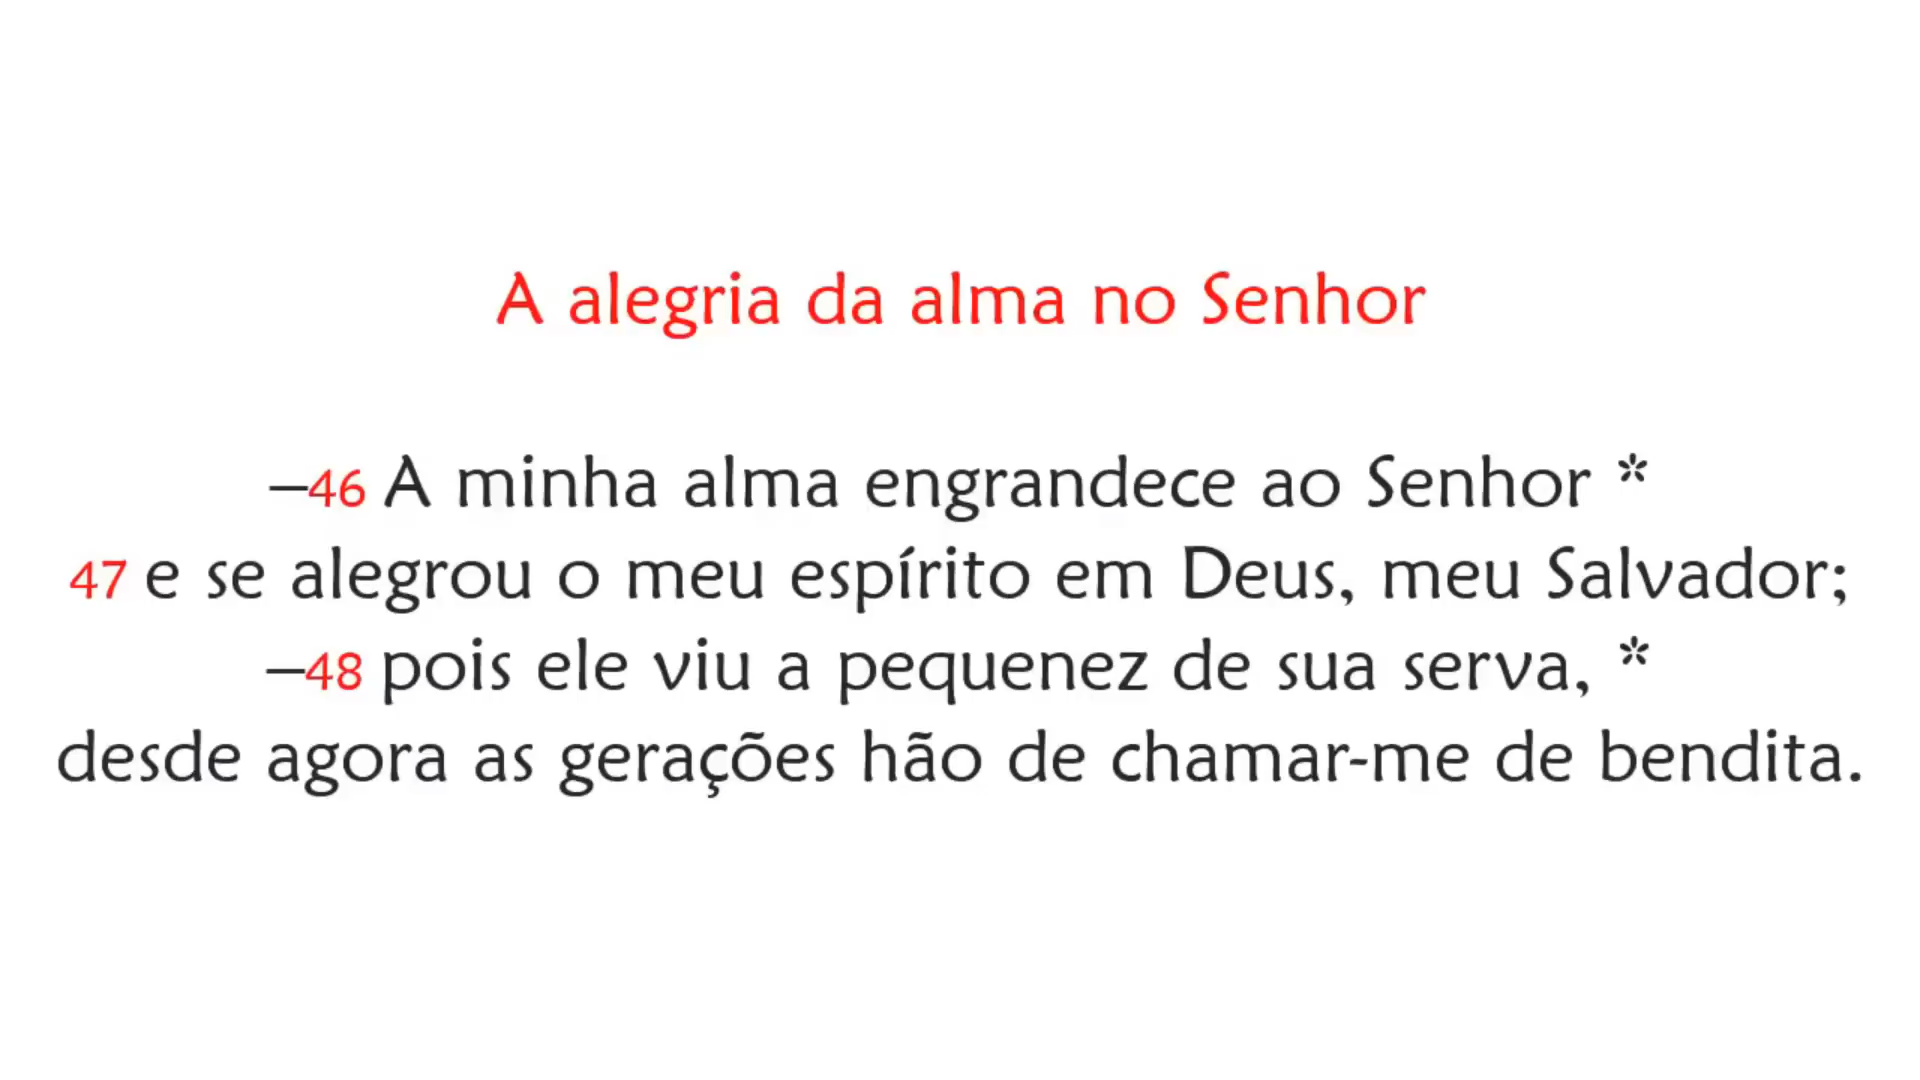 A alegria da alma no Senhor
—46 A minha alma engrandece ao Senhor *
47 e se alegrou o meu espírito em Deus, meu Salvador;
—48 pois ele viu a pequenez de sua serva, *
desde agora as gerações hão de chamar-me de bendita.